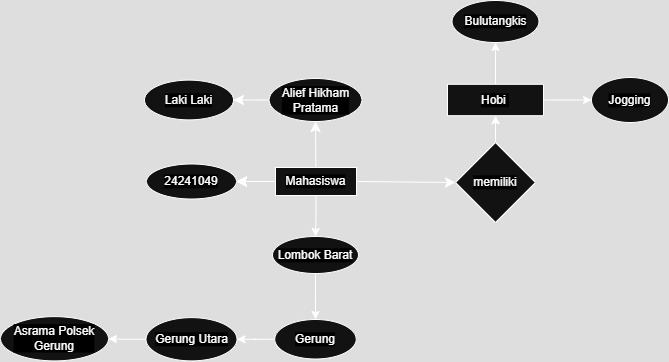 Bulutangkis
Laki Laki
Alief Hikham
Pratama
Hobi
Jogging
24241049
Mahasiswa
memiliki
Lombok Barat
Asrama Polsek
Gerung
Gerung Utara
Gerung